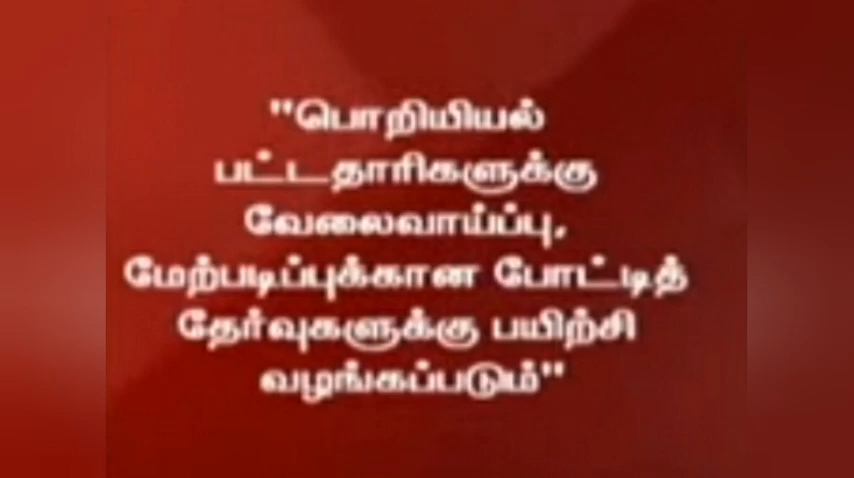 "பொறியியல்
பட்டதாரிகளுக்கு
வேலைவாய்ப்பு,
மேற்படிப்புக்கான போட்டித்
தேர்வுகளுக்கு பயிற்சி
வழங்கப்படும்"